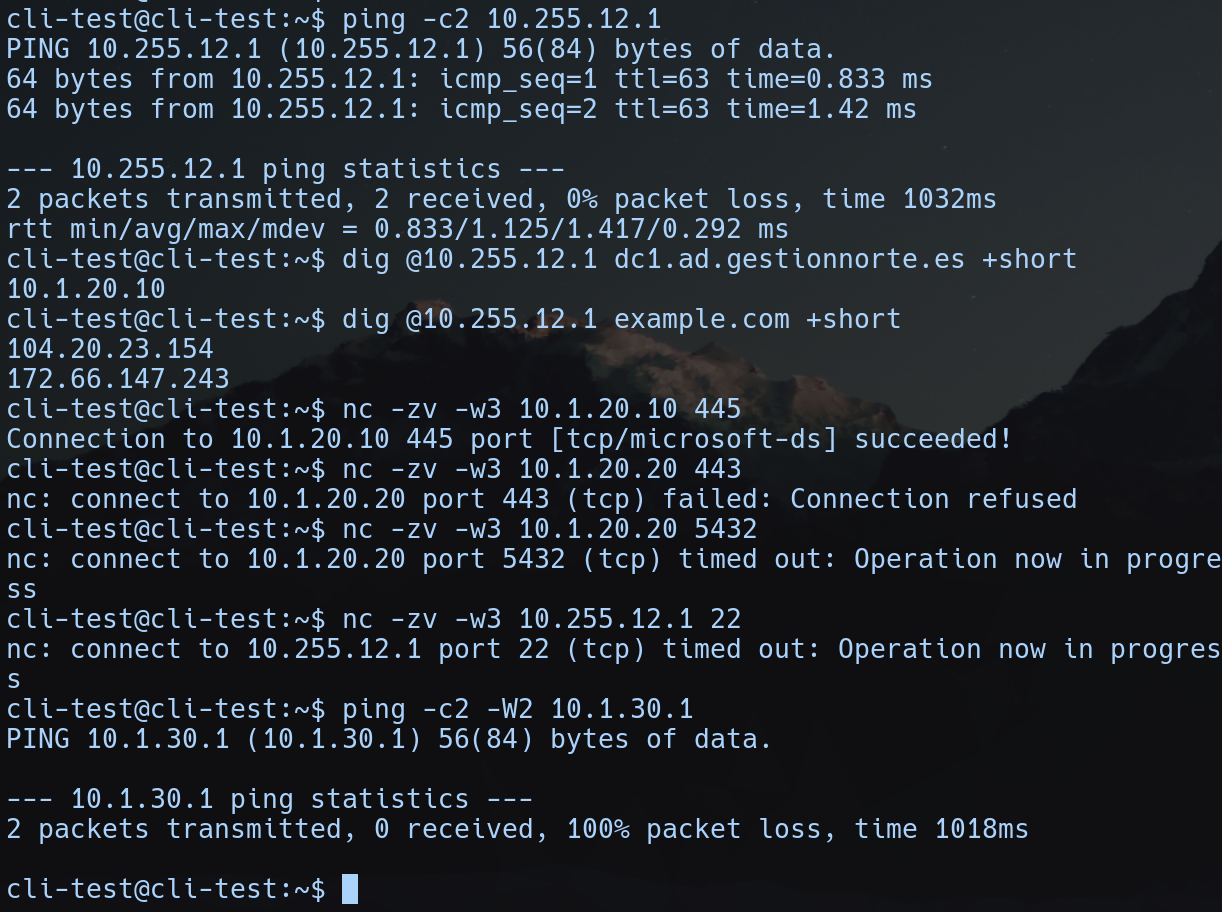 cli-test@cli-test:~$ ping -c2 10.255.12.1
PING 10.255.12.1 (10.255.12.1) 56(84) bytes of data.
64 bytes from 10.255.12.1: icmp_seq=1 ttl=63 time=0.833 ms
64 bytes from 10.255.12.1: icmp_seq=2 ttl=63 time=1.42 ms

--- 10.255.12.1 ping statistics ---
2 packets transmitted, 2 received, 0% packet loss, time 1032ms
rtt min/avg/max/mdev = 0.833/1.125/1.417/0.292 ms
cli-test@cli-test:~$ dig @10.255.12.1 dc1.ad.gestionnorte.es +short
10.1.20.10
cli-test@cli-test:~$ dig @10.255.12.1 example.com +short
104.20.23.154
172.66.147.243
cli-test@cli-test:~$ nc -zv -w3 10.1.20.10 445
Connection to 10.1.20.10 445 port [tcp/microsoft-ds] succeeded!
cli-test@cli-test:~$ nc -zv -w3 10.1.20.20 443
nc: connect to 10.1.20.20 port 443 (tcp) failed: Connection refused
cli-test@cli-test:~$ nc -zv -w3 10.1.20.20 5432
nc: connect to 10.1.20.20 port 5432 (tcp) timed out: Operation now in progre
ss
cli-test@cli-test:~$ nc -zv -w3 10.255.12.1 22
nc: connect to 10.255.12.1 port 22 (tcp) timed out: Operation now in progres
s
cli-test@cli-test:~$ ping -c2 -W2 10.1.30.1
PING 10.1.30.1 (10.1.30.1) 56(84) bytes of data.

--- 10.1.30.1 ping statistics ---
2 packets transmitted, 0 received, 100% packet loss, time 1018ms

cli-test@cli-test:~$